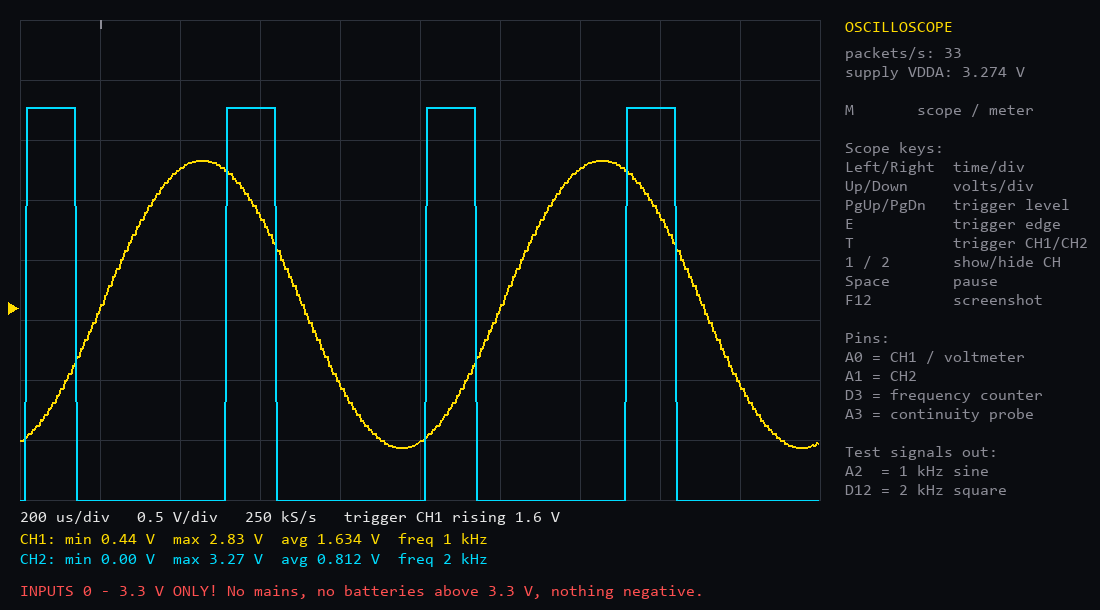 OSCILLOSCOPE
packets/s: 33
supply VDDA: 3.274 V
M scope / meter
Scope keys:
Left/Right time/div
Up/Down volts/div
PgUp/PgDn trigger level
E trigger edge
T trigger CH1/CH2
1 / 2 show/hide CH
Space pause
F12 screenshot
Pins:
A0 = CH1 / voltmeter
A1 = CH2
D3 = frequency counter
A3 = continuity probe
Test signals out:
A2 = 1 kHz sine
D12 = 2 kHz square
200 us/div 0.5 V/div 250 kS/s trigger CH1 rising 1.6 V
CH1: min 0.44 V max 2.83 V avg 1.634 V freq 1 kHz
CH2: min 0.00 V max 3.27 V avg 0.812 V freq 2 kHz
INPUTS 0 - 3.3 V ONLY! No mains, no batteries above 3.3 V, nothing negative.